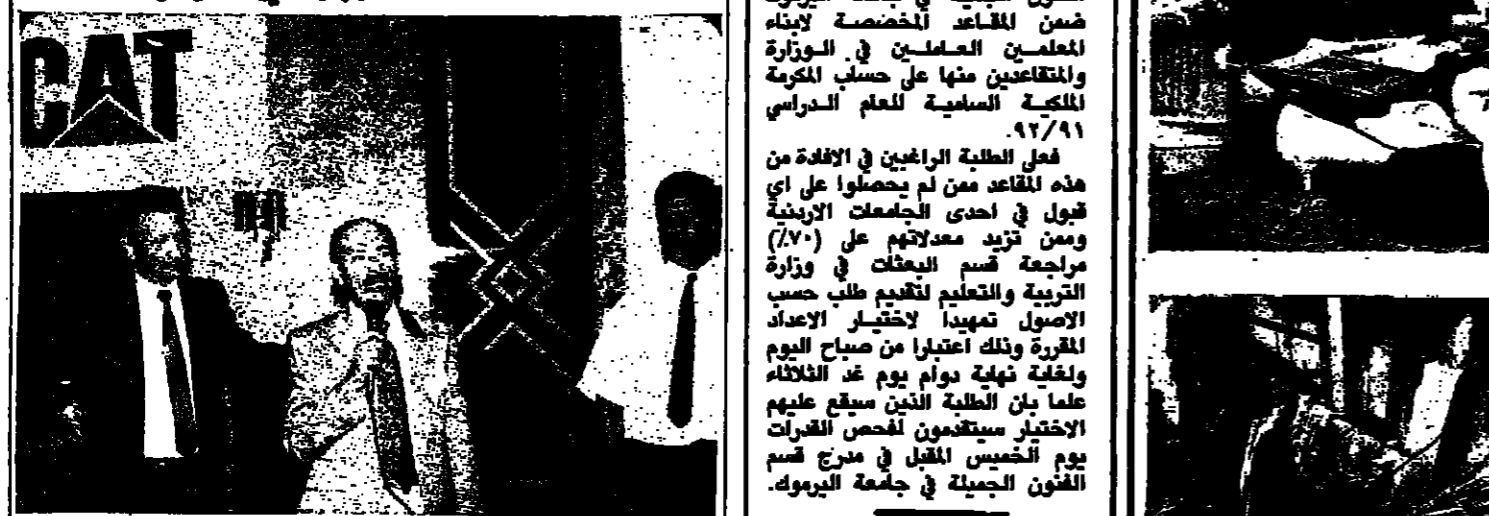 CAT
ضمن المقاعد المخصصة لابناء
المعلمين العاملين في الوزارة
والمتقاعدين منها على حساب المكرمة
الملكية السامية للعام الدراسي
٩٢/٩١.
فعلى الطلبة الراغبين في الافادة من
هذه المقاعد ممن لم يحصلوا على اي
قبول في احدى الجامعات الاردنية
وممن تزيد معدلاتهم على (٧٠٪)
مراجعة قسم البعثات في وزارة
التربية والتعليم لتقديم طلب حسب
الاصول تمهيدا لاختيار الاعداد
المقررة وذلك اعتبارا من صباح اليوم
ولغاية نهاية دوام يوم غد الثلاثاء
علما بان الطلبة الذين سيقع عليهم
الاختيار سيتقدمون لفحص القدرات
يوم الخميس المقبل في مدرج قسم
الفنون الجميلة في جامعة اليرموك.